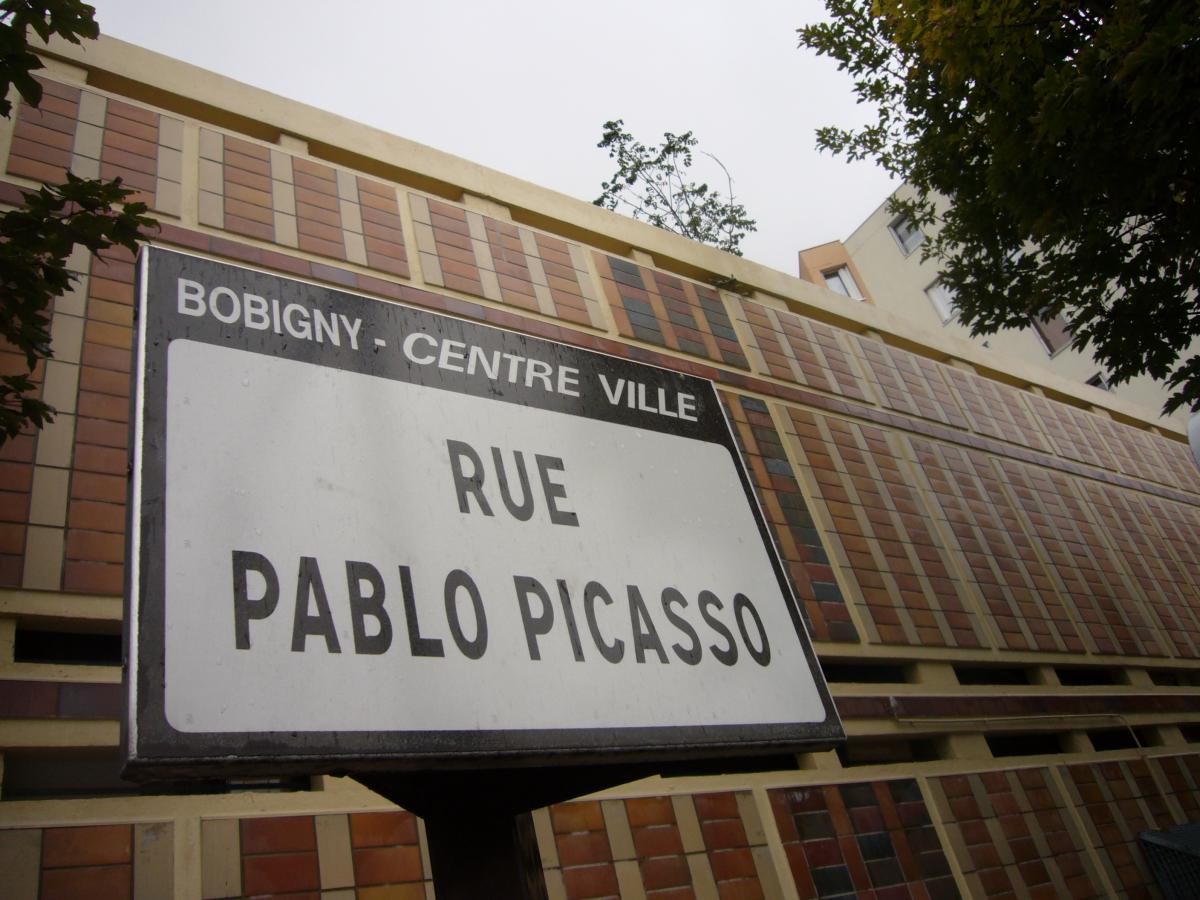 BOBIGNY - CENTRE VILLE
RUE
PABLO PICASSO